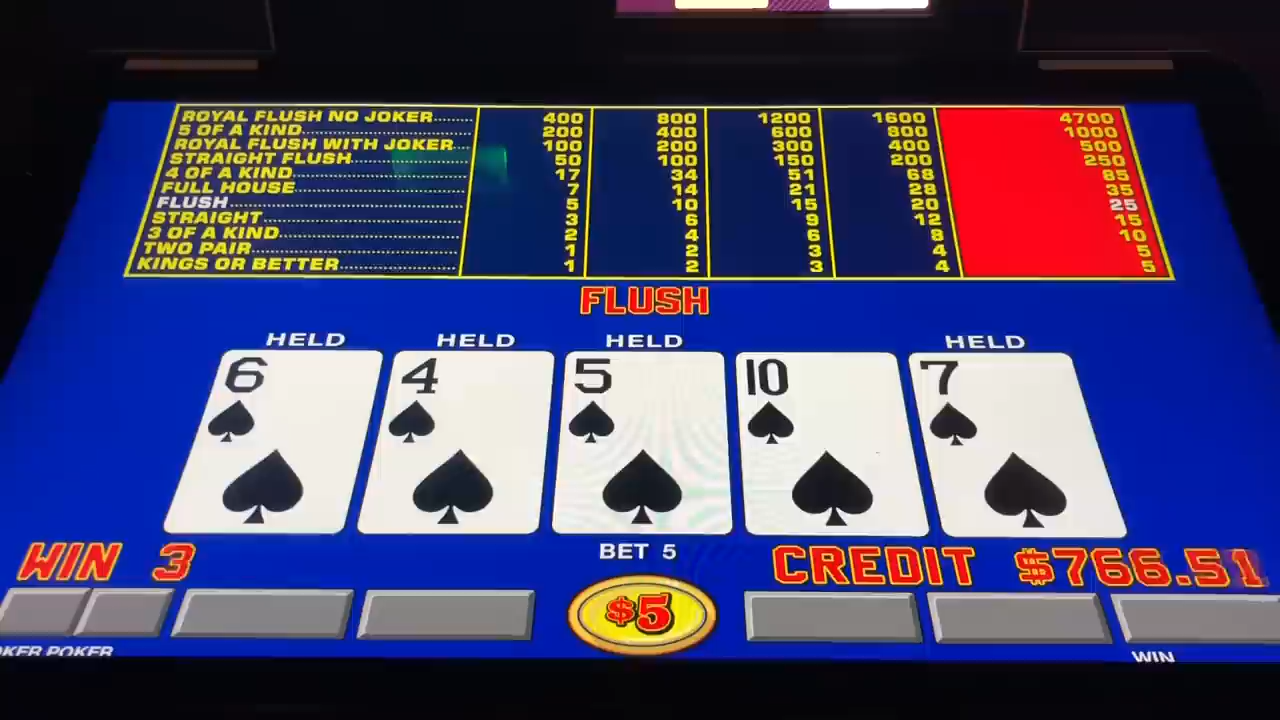 ROYAL FLUSH NO JOKER........ 400 800 1200 1600 4700
5 OF A KIND........ 200 400 600 800 1000
ROYAL FLUSH WITH JOKER... 100 200 300 400 500
STRAIGHT FLUSH........ 50 100 150 200 250
4 OF A KIND........ 17 34 51 68 85
FULL HOUSE........ 7 14 21 28 35
FLUSH........ 5 10 15 20 25
STRAIGHT........ 3 6 9 12 15
3 OF A KIND........ 2 4 6 8 10
TWO PAIR........ 1 2 3 4 5
KINGS OR BETTER........ 1 2 3 4 5
FLUSH
HELD HELD HELD HELD
6 4 5 10 7
WIN 3 BET 5 CREDIT $766.51
$5
OKER POKER WIN